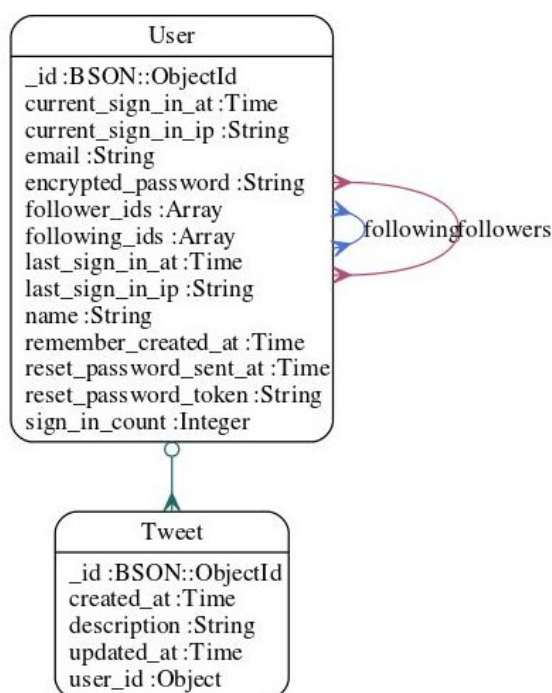 User
_id :BSON::ObjectId
current_sign_in_at :Time
current_sign_in_ip :String
email :String
encrypted_password :String
follower_ids :Array
following_ids :Array
last_sign_in_at :Time
last_sign_in_ip :String
name :String
remember_created_at :Time
reset_password_sent_at :Time
reset_password_token :String
sign_in_count :Integer
following
followers
Tweet
_id :BSON::ObjectId
created_at :Time
description :String
updated_at :Time
user_id :Object